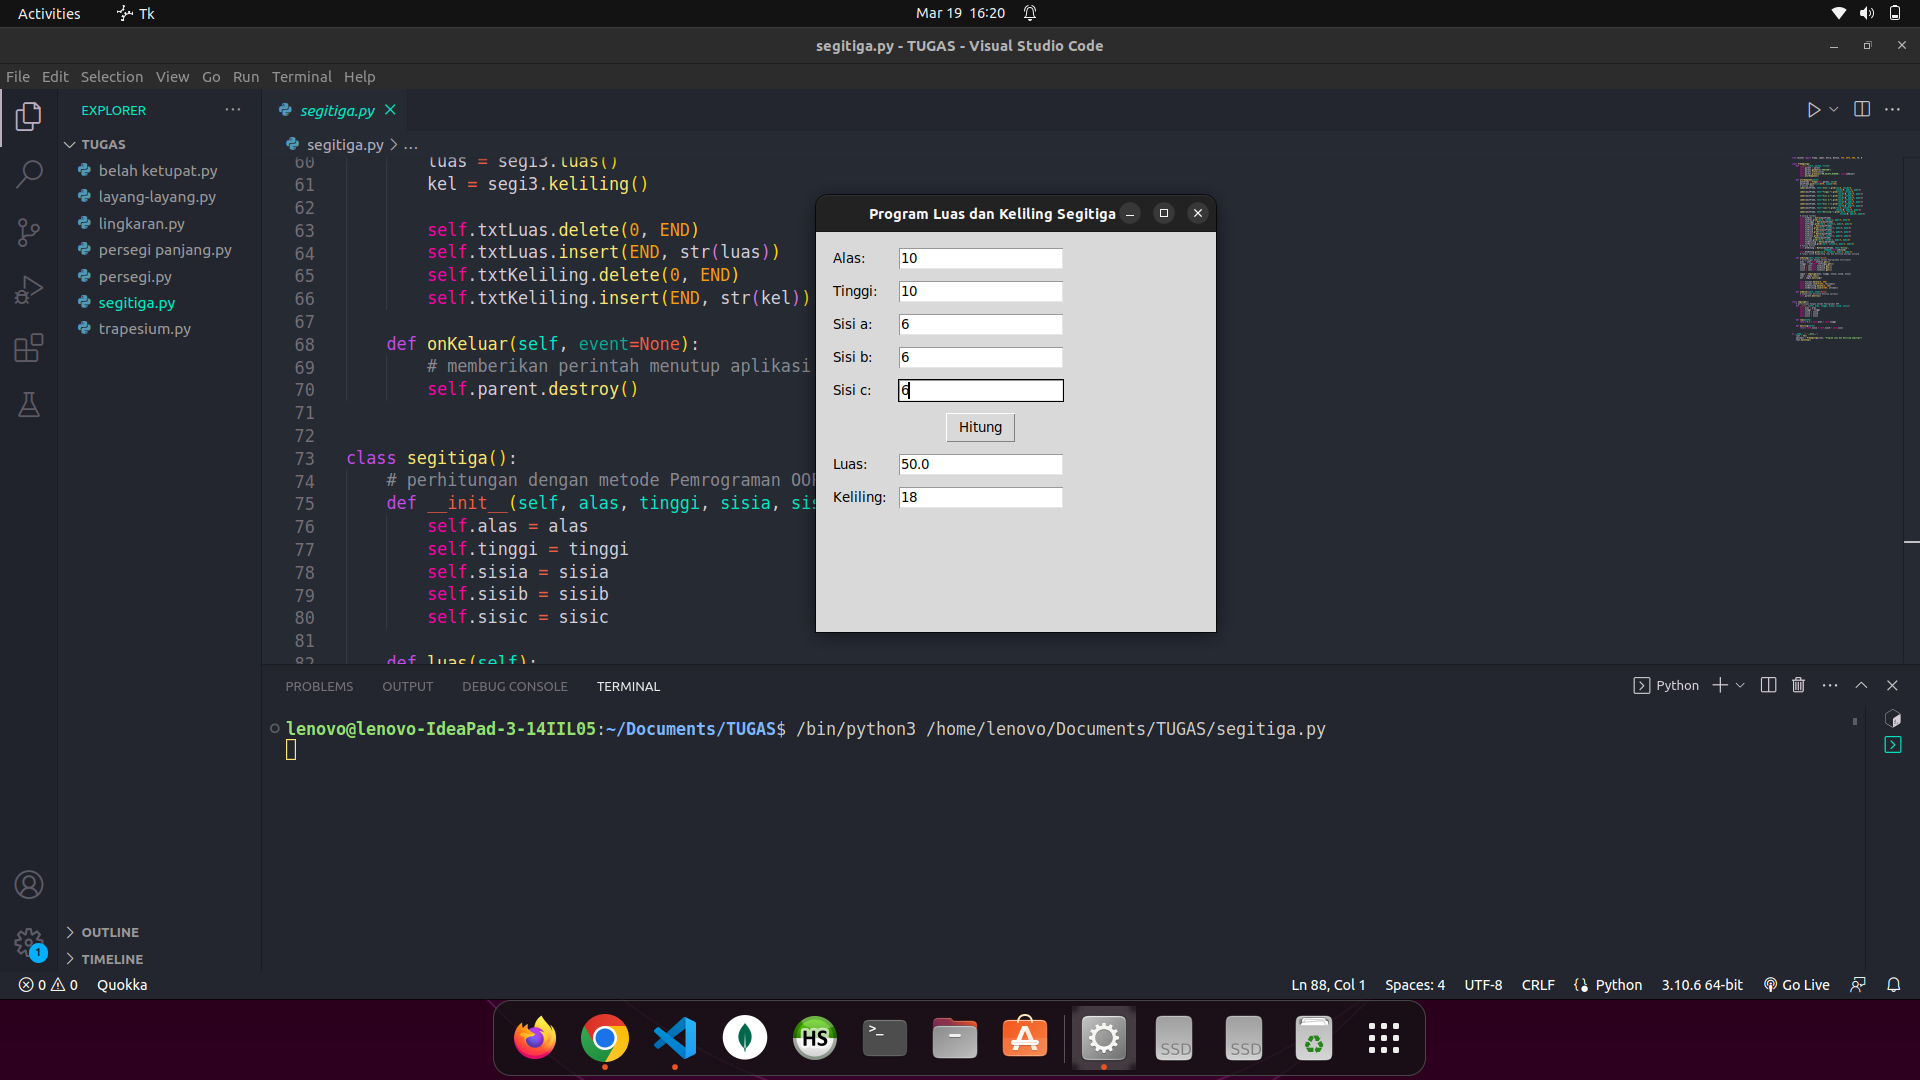 Activities
Tk
Mar 19 16:20
segitiga.py - TUGAS - Visual Studio Code
File Edit Selection View Go Run Terminal Help
EXPLORER
TUGAS
belah ketupat.py
layang-layang.py
lingkaran.py
persegi panjang.py
persegi.py
segitiga.py
trapesium.py
OUTLINE
TIMELINE
segitiga.py
segitiga.py > ...
60 luas = segi3.luas()
61 kel = segi3.keliling()
62
63 self.txtLuas.delete(0, END)
64 self.txtLuas.insert(END, str(luas))
65 self.txtKeliling.delete(0, END)
66 self.txtKeliling.insert(END, str(kel))
67
68 def onKeluar(self, event=None):
69 # memberikan perintah menutup aplikasi
70 self.parent.destroy()
71
72
73 class segitiga():
74 # perhitungan dengan metode Pemrograman OO
75 def __init__(self, alas, tinggi, sisia, sis
76 self.alas = alas
77 self.tinggi = tinggi
78 self.sisia = sisia
79 self.sisib = sisib
80 self.sisic = sisic
81
82 def luas(self):
Program Luas dan Keliling Segitiga
Alas: 10
Tinggi: 10
Sisi a: 6
Sisi b: 6
Sisi c: 6
Hitung
Luas: 50.0
Keliling: 18
PROBLEMS OUTPUT DEBUG CONSOLE TERMINAL
Python
lenovo@lenovo-IdeaPad-3-14IIL05:~/Documents/TUGAS$ /bin/python3 /home/lenovo/Documents/TUGAS/segitiga.py
1
0 0 Quokka
Ln 88, Col 1 Spaces: 4 UTF-8 CRLF Python 3.10.6 64-bit Go Live
HS
>_
SSD
SSD